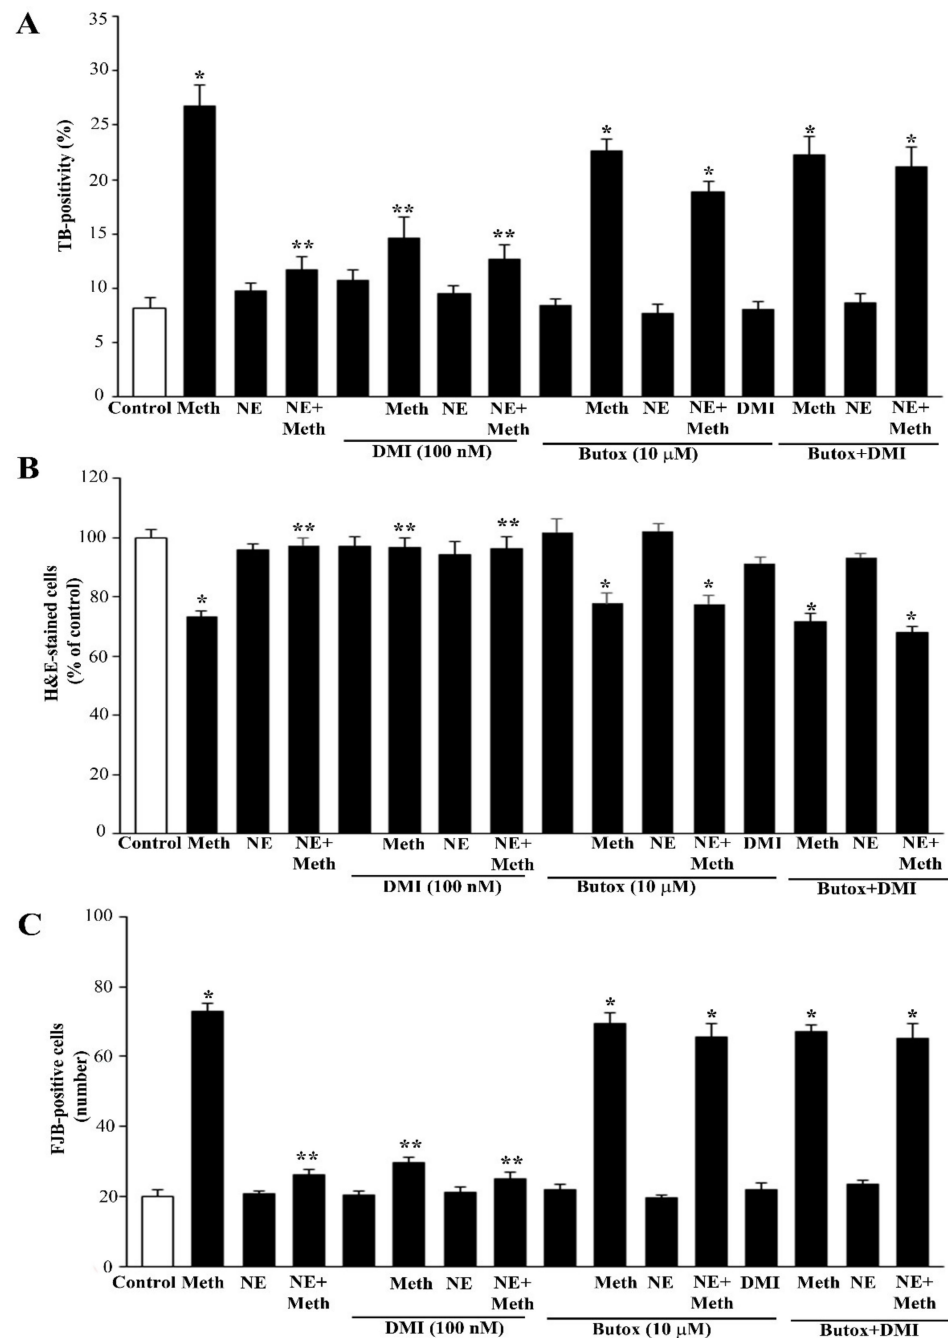 A
TB-positivity (%)
35
30
25
20
15
10
5
0
* ** ** ** * * * *
Control Meth NE NE+ Meth Meth NE NE+ Meth Meth NE NE+ Meth DMI Meth NE NE+ Meth
DMI (100 nM) Butox (10 μM) Butox+DMI
B
H&E-stained cells
(% of control)
120
100
80
60
40
20
0
* ** ** ** * * * *
Control Meth NE NE+ Meth Meth NE NE+ Meth Meth NE NE+ Meth DMI Meth NE NE+ Meth
DMI (100 nM) Butox (10 μM) Butox+DMI
C
FJB-positive cells
(number)
100
80
60
40
20
0
* ** ** ** * * * *
Control Meth NE NE+ Meth Meth NE NE+ Meth Meth NE NE+ Meth DMI Meth NE NE+ Meth
DMI (100 nM) Butox (10 μM) Butox+DMI